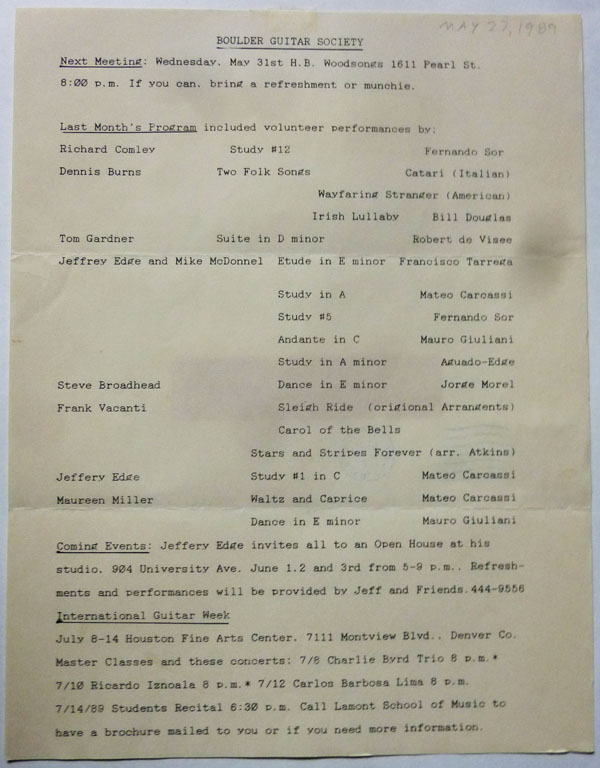 MAY 27, 1989
BOULDER GUITAR SOCIETY
Next Meeting: Wednesday, May 31st H.B. Woodsongs 1611 Pearl St.
8:00 p.m. If you can, bring a refreshment or munchie.
Last Month's Program included volunteer performances by:
Richard Comley Study #12 Fernando Sor
Dennis Burns Two Folk Songs Catari (Italian)
Wayfaring Stranger (American)
Irish Lullaby Bill Douglas
Tom Gardner Suite in D minor Robert de Visee
Jeffrey Edge and Mike McDonnel Etude in E minor Francisco Tarrega
Study in A Mateo Carcassi
Study #5 Fernando Sor
Andante in C Mauro Giuliani
Study in A minor Aguado-Edge
Steve Broadhead Dance in E minor Jorge Morel
Frank Vacanti Sleigh Ride (origional Arrangents)
Carol of the Bells
Stars and Stripes Forever (arr. Atkins)
Jeffery Edge Study #1 in C Mateo Carcassi
Maureen Miller Waltz and Caprice Mateo Carcassi
Dance in E minor Mauro Giuliani
Coming Events: Jeffery Edge invites all to an Open House at his
studio, 904 University Ave. June 1,2 and 3rd from 5-9 p.m.. Refresh-
ments and performances will be provided by Jeff and Friends.444-9556
International Guitar Week
July 8-14 Houston Fine Arts Center, 7111 Montview Blvd., Denver Co.
Master Classes and these concerts: 7/8 Charlie Byrd Trio 8 p.m.*
7/10 Ricardo Iznoala 8 p.m.* 7/12 Carlos Barbosa Lima 8 p.m.
7/14/89 Students Recital 6:30 p.m. Call Lamont School of Music to
have a brochure mailed to you or if you need more information.